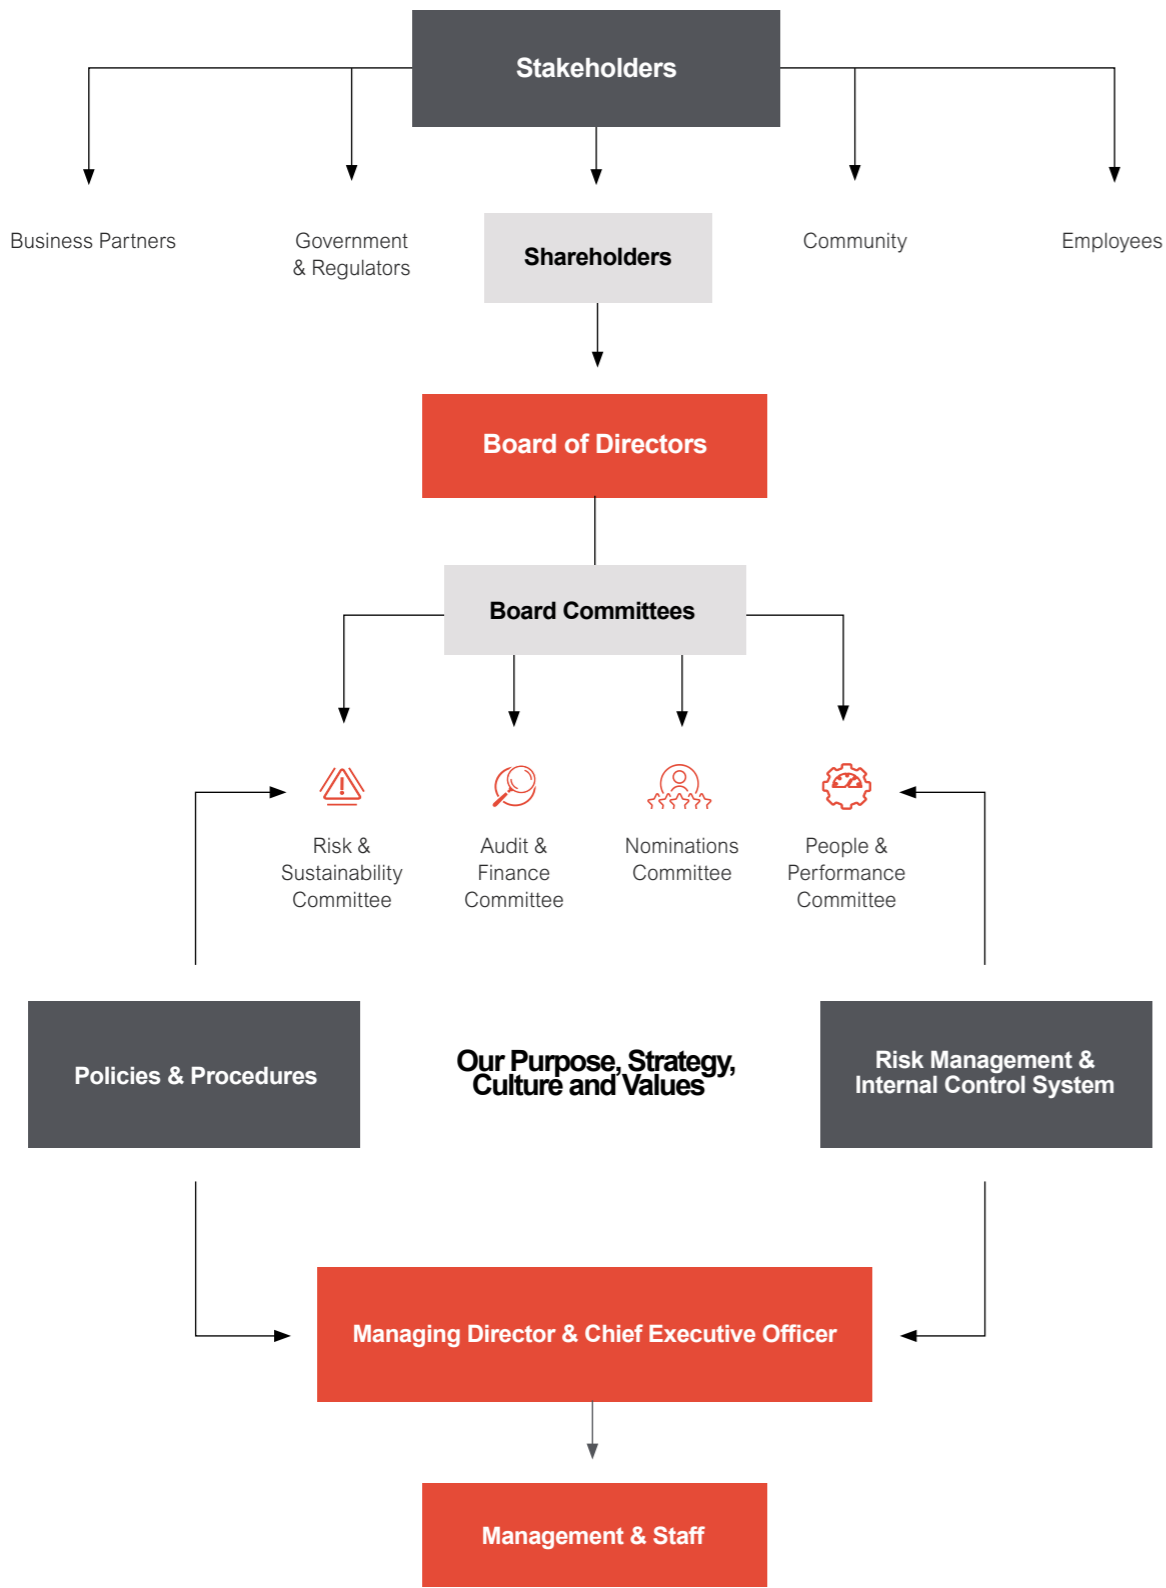 Stakeholders
Business Partners
Government
& Regulators
Shareholders
Community
Employees
Board of Directors
Board Committees
Risk &
Sustainability
Committee
Audit &
Finance
Committee
Nominations
Committee
People &
Performance
Committee
Policies & Procedures
Our Purpose, Strategy,
Culture and Values
Risk Management &
Internal Control System
Managing Director & Chief Executive Officer
Management & Staff